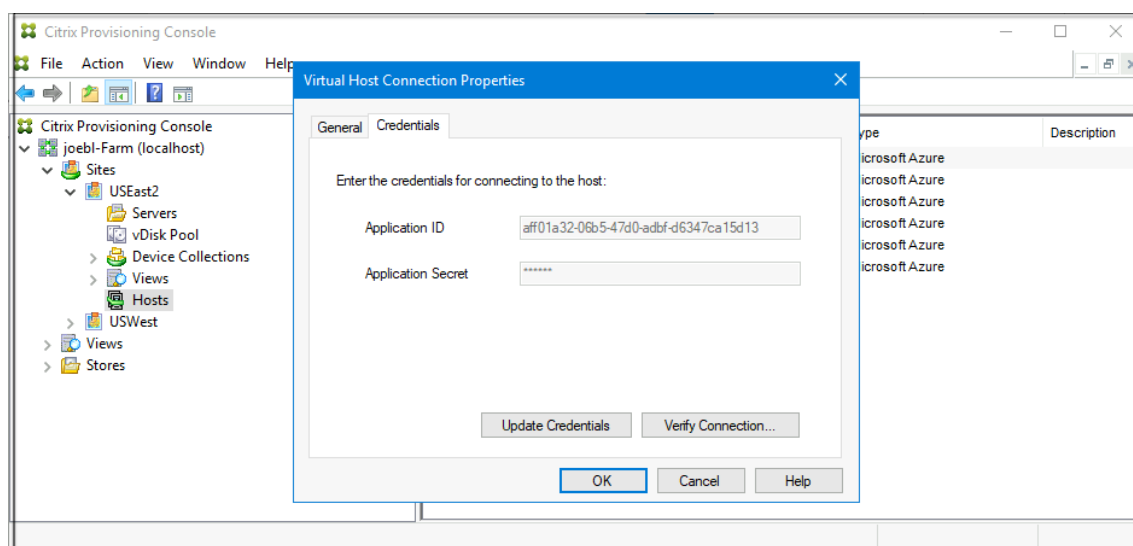 Citrix Provisioning Console
File Action View Window Help
Virtual Host Connection Properties
Citrix Provisioning Console
joebl-Farm (localhost)
Sites
USEast2
Servers
vDisk Pool
Device Collections
Views
Hosts
USWest
Views
Stores
General Credentials
Enter the credentials for connecting to the host:
Application ID aff01a32-06b5-47d0-adbf-d6347ca15d13
Application Secret ******
Update Credentials Verify Connection...
OK Cancel Help
ype Description
icrosoft Azure
icrosoft Azure
icrosoft Azure
icrosoft Azure
icrosoft Azure
icrosoft Azure